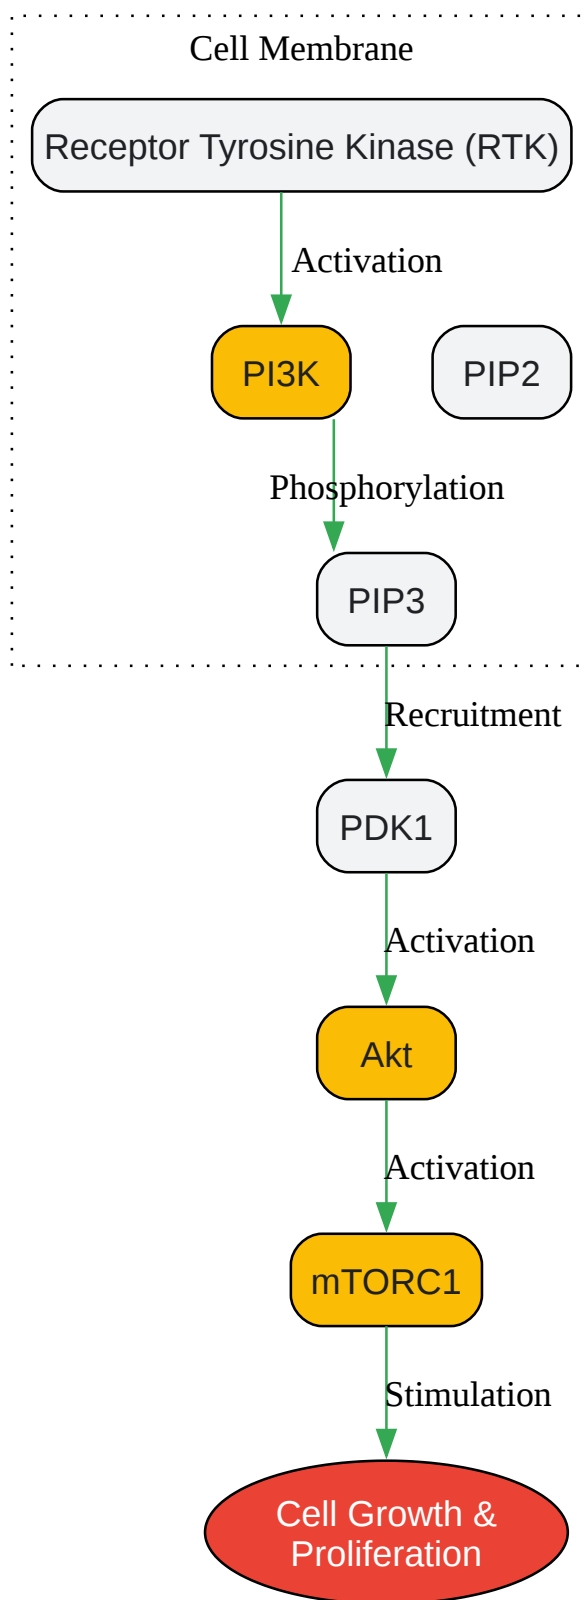 Cell Membrane
Receptor Tyrosine Kinase (RTK)
Activation
PI3K
PIP2
Phosphorylation
PIP3
Recruitment
PDK1
Activation
Akt
Activation
mTORC1
Stimulation
Cell Growth &
Proliferation